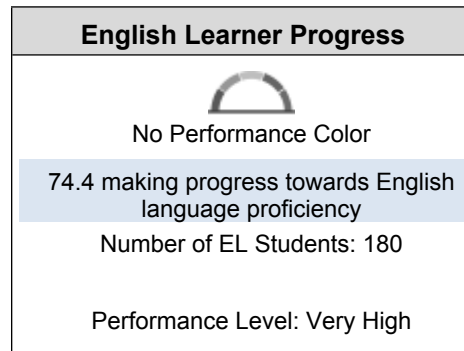 English Learner Progress
No Performance Color
74.4 making progress towards English
language proficiency
Number of EL Students: 180
Performance Level: Very High